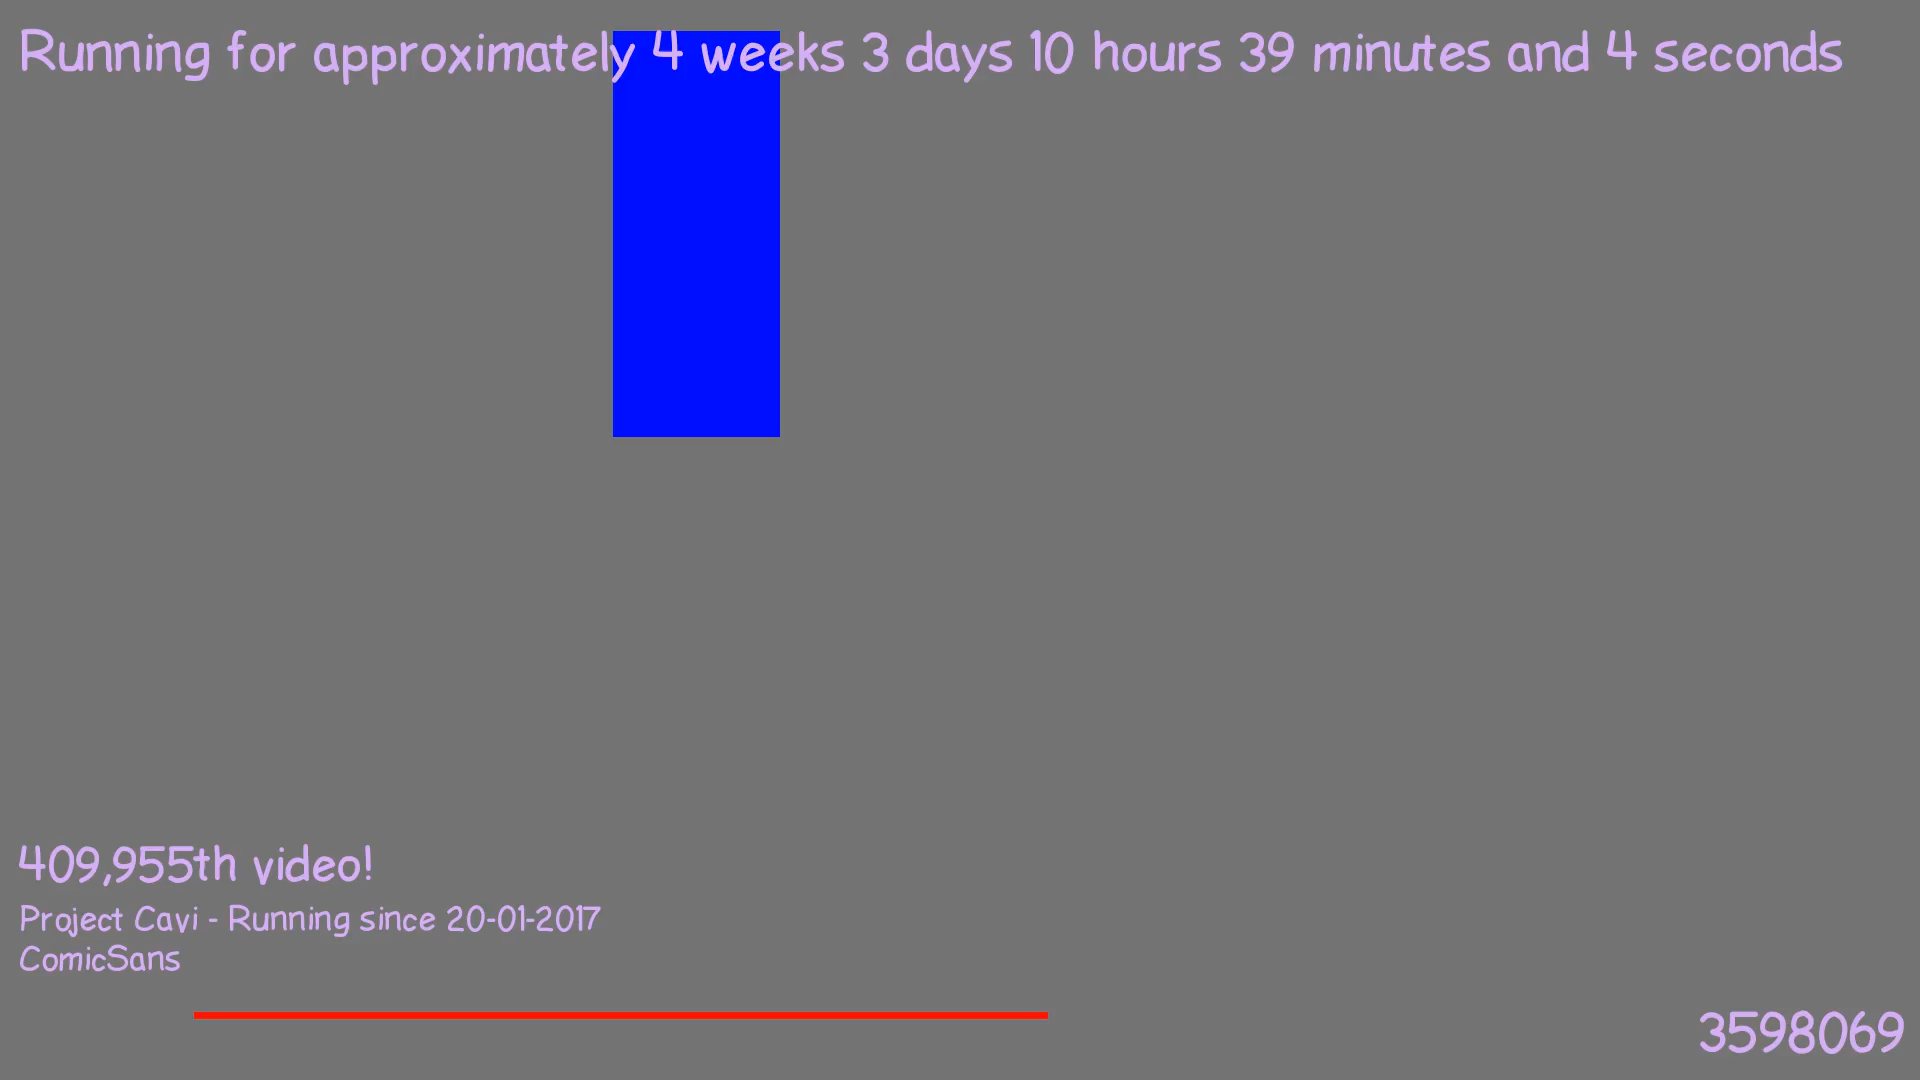 Running for approximately 4 weeks 3 days 10 hours 39 minutes and 4 seconds
409,955th video!
Project Cavi - Running since 20-01-2017
ComicSans
3598069